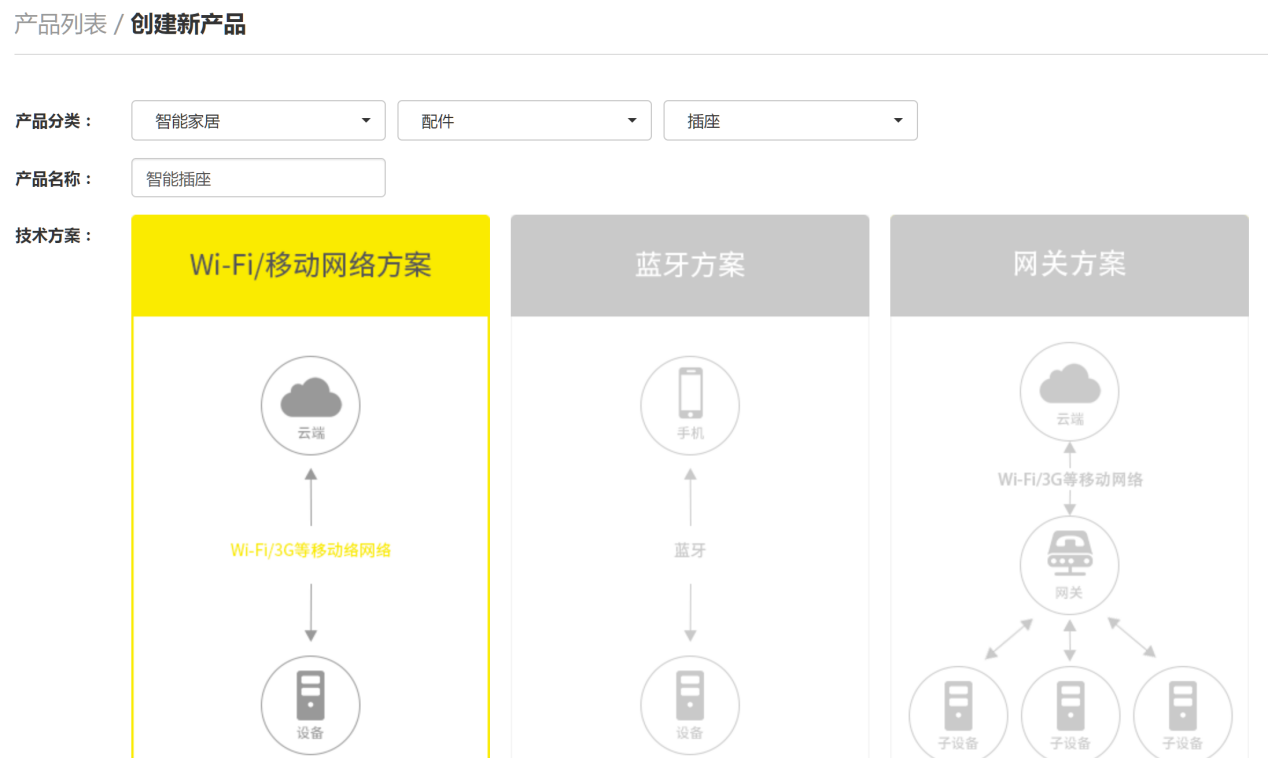 产品列表 / 创建新产品
产品分类： 智能家居 配件 插座
产品名称： 智能插座
技术方案： Wi-Fi/移动网络方案 蓝牙方案 网关方案
云端 手机 云端
Wi-Fi/3G等移动网络
Wi-Fi/3G等移动络网络 蓝牙
网关
设备 设备 子设备 子设备 子设备